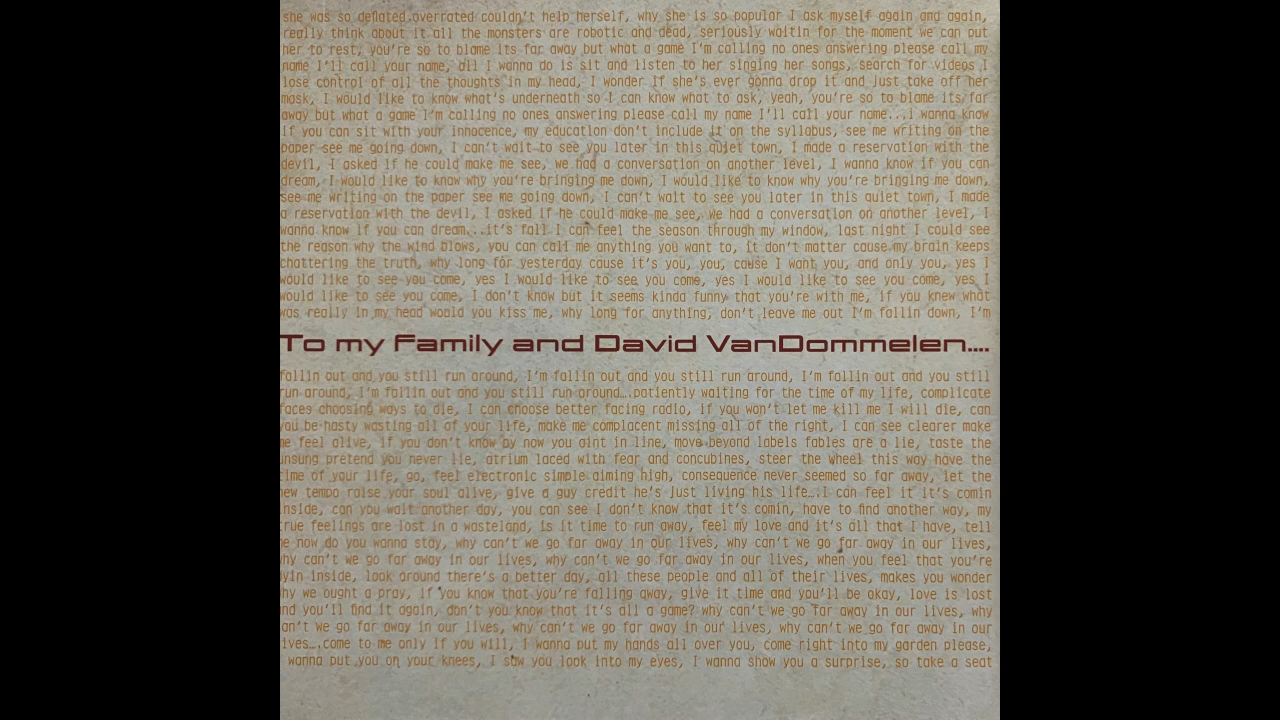 she was so deflated overrated couldn't help herself, why she is so popular I ask myself again and again,
really think about it all the monsters are robotic and dead, seriously waitin for the moment we can put
her to rest, you're so to blame its far away but what a game I'm calling no ones answering please call my
name I'll call your name, all I wanna do is sit and listen to her singing her songs, search for videos I
lose control of all the thoughts in my head, I wonder if she's ever gonna drop it and just take off her
mask, I would like to know what's underneath so I can know what to ask, yeah, you're so to blame its far
away but what a game I'm calling no ones answering please call my name I'll call your name...I wanna know
if you can sit with your innocence, my education don't include it on the syllabus, see me writing on the
paper see me going down, I can't wait to see you later in this quiet town, I made a reservation with the
devil, I asked if he could make me see, we had a conversation on another level, I wanna know if you can
dream, I would like to know why you're bringing me down, I would like to know why you're bringing me down,
see me writing on the paper see me going down, I can't wait to see you later in this quiet town, I made
a reservation with the devil, I asked if he could make me see, we had a conversation on another level, I
wanna know if you can dream...it's fall I can feel the season through my window, last night I could see
the reason why the wind blows, you can call me anything you want to, it don't matter cause my brain keeps
chattering the truth, why long for yesterday cause it's you, you, cause I want you, and only you, yes I
would like to see you come, yes I would like to see you come, yes I would like to see you come, yes I
would like to see you come, I don't know but it seems kinda funny that you're with me, if you knew what
was really in my head would you kiss me, why long for anything, don't leave me out I'm fallin down, I'm
To my Family and David VanDommelen....
fallin out and you still run around, I'm fallin out and you still run around, I'm fallin out and you still
run around, I'm fallin out and you still run around...patiently waiting for the time of my life, complicate
faces choosing ways to die, I can choose better facing radio, if you won't let me kill me I will die, can
you be hasty wasting all of your life, make me complacent missing all of the right, I can see clearer make
me feel alive, if you don't know by now you aint in line, move beyond labels fables are a lie, taste the
unsung pretend you never lie, atrium laced with fear and concubines, steer the wheel this way have the
time of your life, go, feel electronic simple aiming high, consequence never seemed so far away, let the
new tempo raise your soul alive, give a guy credit he's just living his life...I can feel it it's comin
inside, can you wait another day, you can see I don't know that it's comin, have to find another way, my
true feelings are lost in a wasteland, is it time to run away, feel my love and it's all that I have, tell
me now do you wanna stay, why can't we go far away in our lives, why can't we go far away in our lives,
why can't we go far away in our lives, why can't we go far away in our lives, when you feel that you're
lyin inside, look around there's a better day, all these people and all of their lives, makes you wonder
why we ought a pray, if you know that you're falling away, give it time and you'll be okay, love is lost
and you'll find it again, don't you know that it's all a game? why can't we go far away in our lives, why
can't we go far away in our lives, why can't we go far away in our lives, why can't we go far away in our
lives...come to me only if you will, I wanna put my hands all over you, come right into my garden please,
wanna put you on your knees, I saw you look into my eyes, I wanna show you a surprise, so take a seat